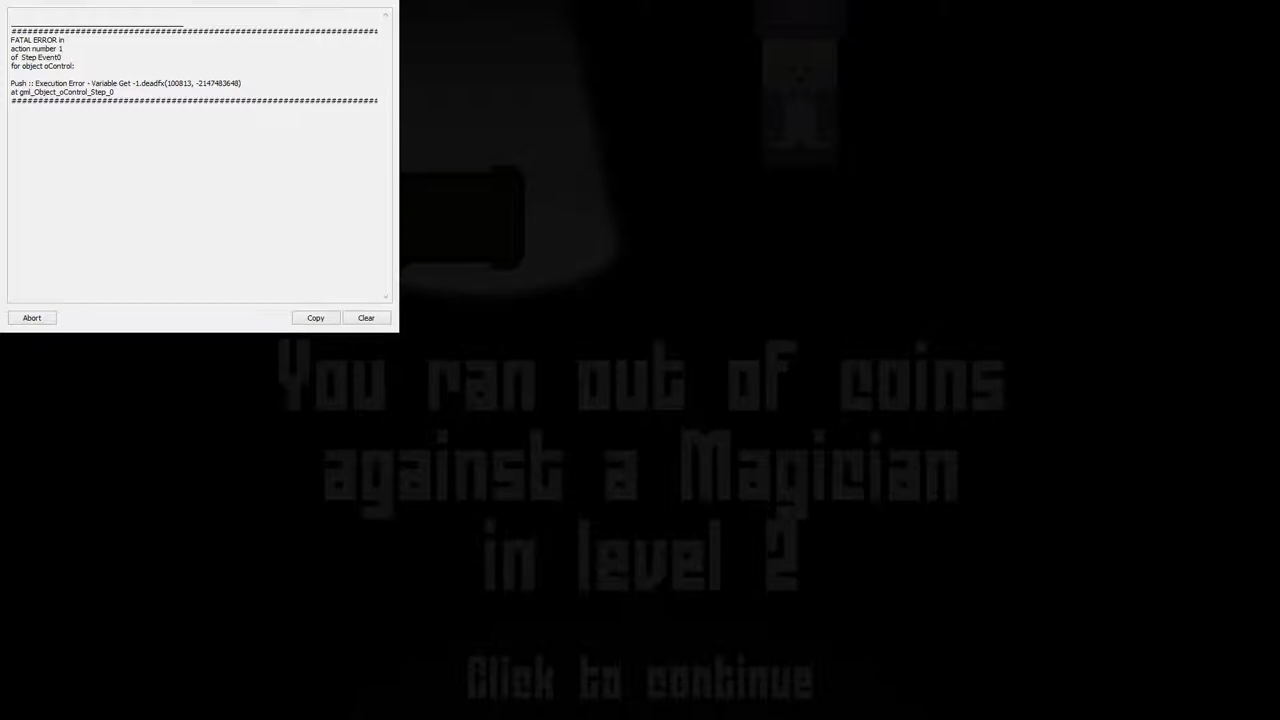 ____________________________________________
############################################################################
FATAL ERROR in
action number 1
of  Step Event0
for object oControl:
Push :: Execution Error - Variable Get -1.deadfx(100813, -2147483648)
at gml_Object_oControl_Step_0
############################################################################
Abort
Copy
Clear
You ran out of coins
against a Magician
in level 2
Click to continue